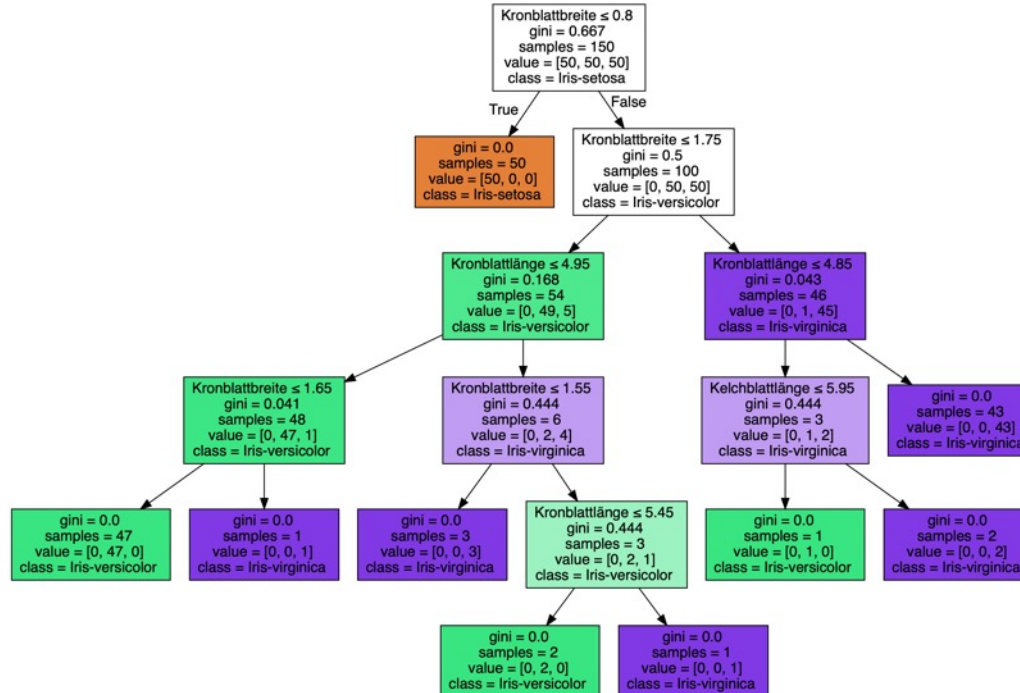 Kronblattbreite ≤ 0.8
gini = 0.667
samples = 150
value = [50, 50, 50]
class = Iris-setosa
True
False
gini = 0.0
samples = 50
value = [50, 0, 0]
class = Iris-setosa
Kronblattbreite ≤ 1.75
gini = 0.5
samples = 100
value = [0, 50, 50]
class = Iris-versicolor
Kronblattlänge ≤ 4.95
gini = 0.168
samples = 54
value = [0, 49, 5]
class = Iris-versicolor
Kronblattlänge ≤ 4.85
gini = 0.043
samples = 46
value = [0, 1, 45]
class = Iris-virginica
Kronblattbreite ≤ 1.65
gini = 0.041
samples = 48
value = [0, 47, 1]
class = Iris-versicolor
Kronblattbreite ≤ 1.55
gini = 0.444
samples = 6
value = [0, 2, 4]
class = Iris-virginica
Kelchblattlänge ≤ 5.95
gini = 0.444
samples = 3
value = [0, 1, 2]
class = Iris-virginica
gini = 0.0
samples = 43
value = [0, 0, 43]
class = Iris-virginica
gini = 0.0
samples = 47
value = [0, 47, 0]
class = Iris-versicolor
gini = 0.0
samples = 1
value = [0, 0, 1]
class = Iris-virginica
gini = 0.0
samples = 3
value = [0, 0, 3]
class = Iris-virginica
Kronblattlänge ≤ 5.45
gini = 0.444
samples = 3
value = [0, 2, 1]
class = Iris-versicolor
gini = 0.0
samples = 1
value = [0, 1, 0]
class = Iris-versicolor
gini = 0.0
samples = 2
value = [0, 0, 2]
class = Iris-virginica
gini = 0.0
samples = 2
value = [0, 2, 0]
class = Iris-versicolor
gini = 0.0
samples = 1
value = [0, 0, 1]
class = Iris-virginica